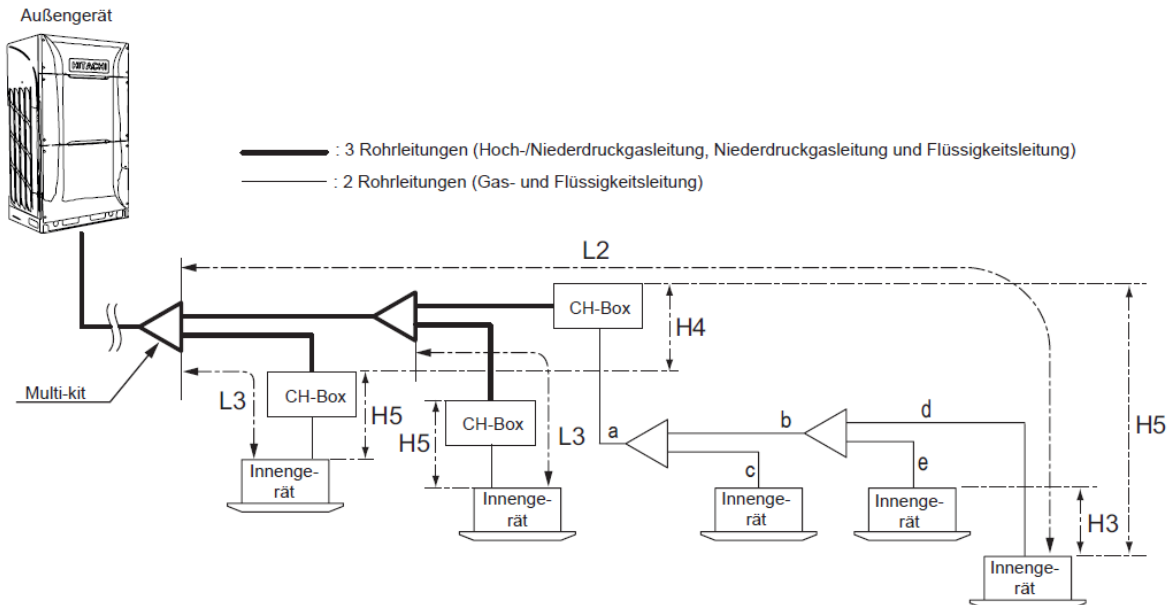 Außengerät
HITACHI
: 3 Rohrleitungen (Hoch-/Niederdruckgasleitung, Niederdruckgasleitung und Flüssigkeitsleitung)
: 2 Rohrleitungen (Gas- und Flüssigkeitsleitung)
L2
CH-Box
H4
Multi-kit
L3
CH-Box
H5
H5
CH-Box
L3
a
b
d
H5
c
e
Innenge-
rät
Innenge-
rät
Innenge-
rät
Innenge-
rät
H3
Innenge-
rät